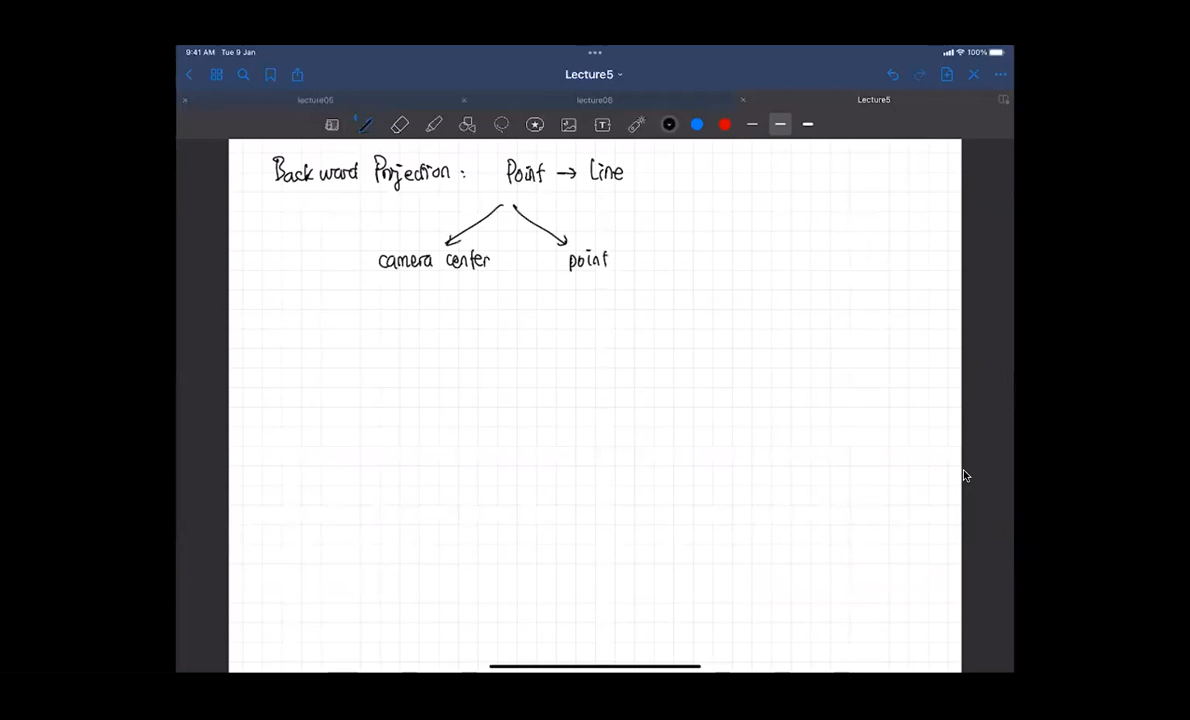 9:41 AM Tue 9 Jan
100%
Lecture5
lecture05 lecture06 Lecture5
Backward Projection: Point → Line
camera center point